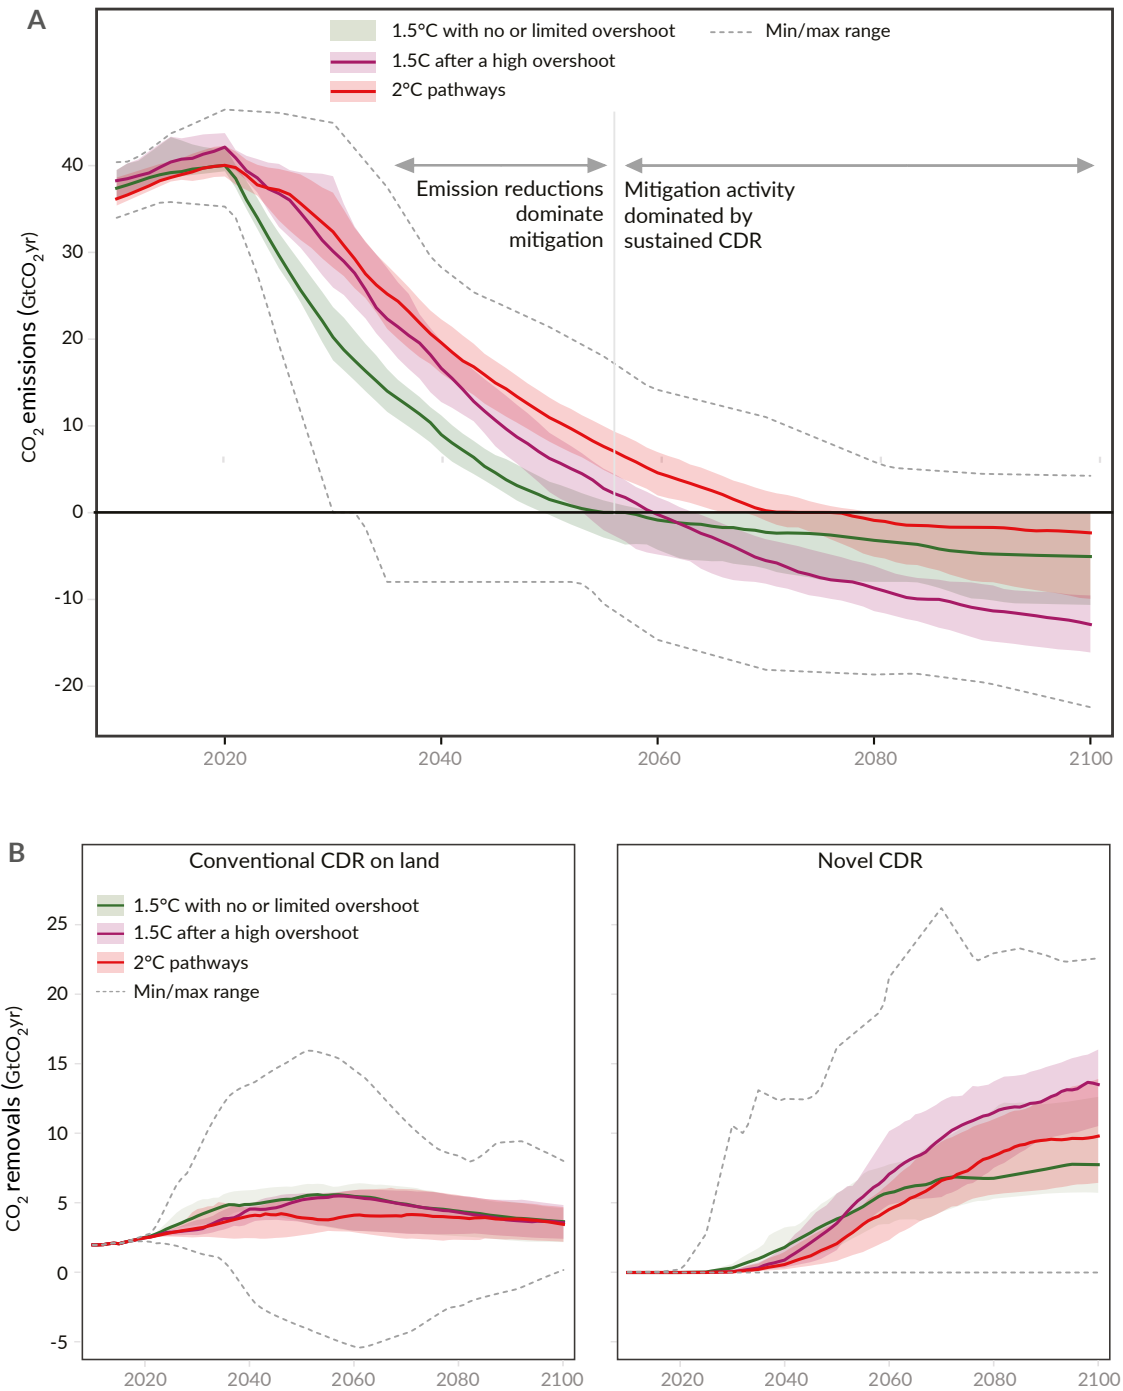 A
1.5°C with no or limited overshoot
Min/max range
1.5C after a high overshoot
2°C pathways
Emission reductions
dominate
mitigation
Mitigation activity
dominated by
sustained CDR
CO2 emissions (GtCO2yr)
40
30
20
10
0
-10
-20
2020
2040
2060
2080
2100
B
Conventional CDR on land
1.5°C with no or limited overshoot
1.5C after a high overshoot
2°C pathways
Min/max range
CO2 removals (GtCO2yr)
25
20
15
10
5
0
-5
2020
2040
2060
2080
2100
Novel CDR
2020
2040
2060
2080
2100